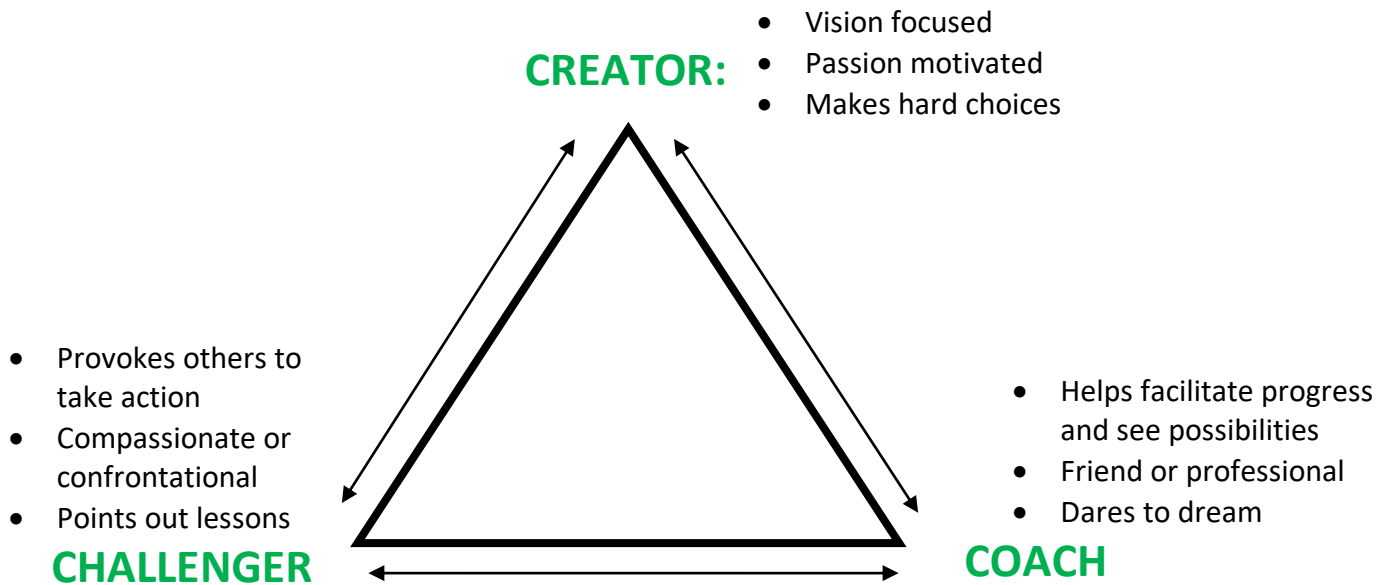 CREATOR:
• Vision focused
• Passion motivated
• Makes hard choices
• Provokes others to
take action
• Compassionate or
confrontational
• Points out lessons
CHALLENGER
• Helps facilitate progress
and see possibilities
• Friend or professional
• Dares to dream
COACH